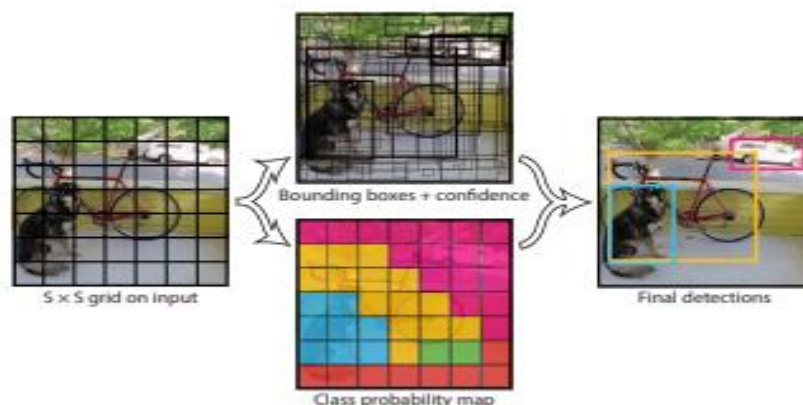 Bounding boxes + confidence
S × S grid on input
Final detections
Class probability map